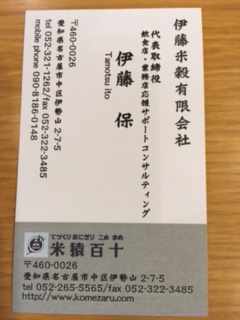 伊藤米穀有限会社
代表取締役
飲食店・業務店応援サポートコンサルティング
伊藤 保
Tamotsu ito
〒460-0026
愛知県名古屋市中区伊勢山 2-7-5
tel 052-321-1262/fax 052-322-3485
mobile phone 090-8186-0148
てづくりおにぎり こめ まめ
米猿百十
〒460-0026
愛知県名古屋市中区伊勢山 2-7-5
tel 052-265-5565/fax 052-322-3485
http://www.komezaru.com